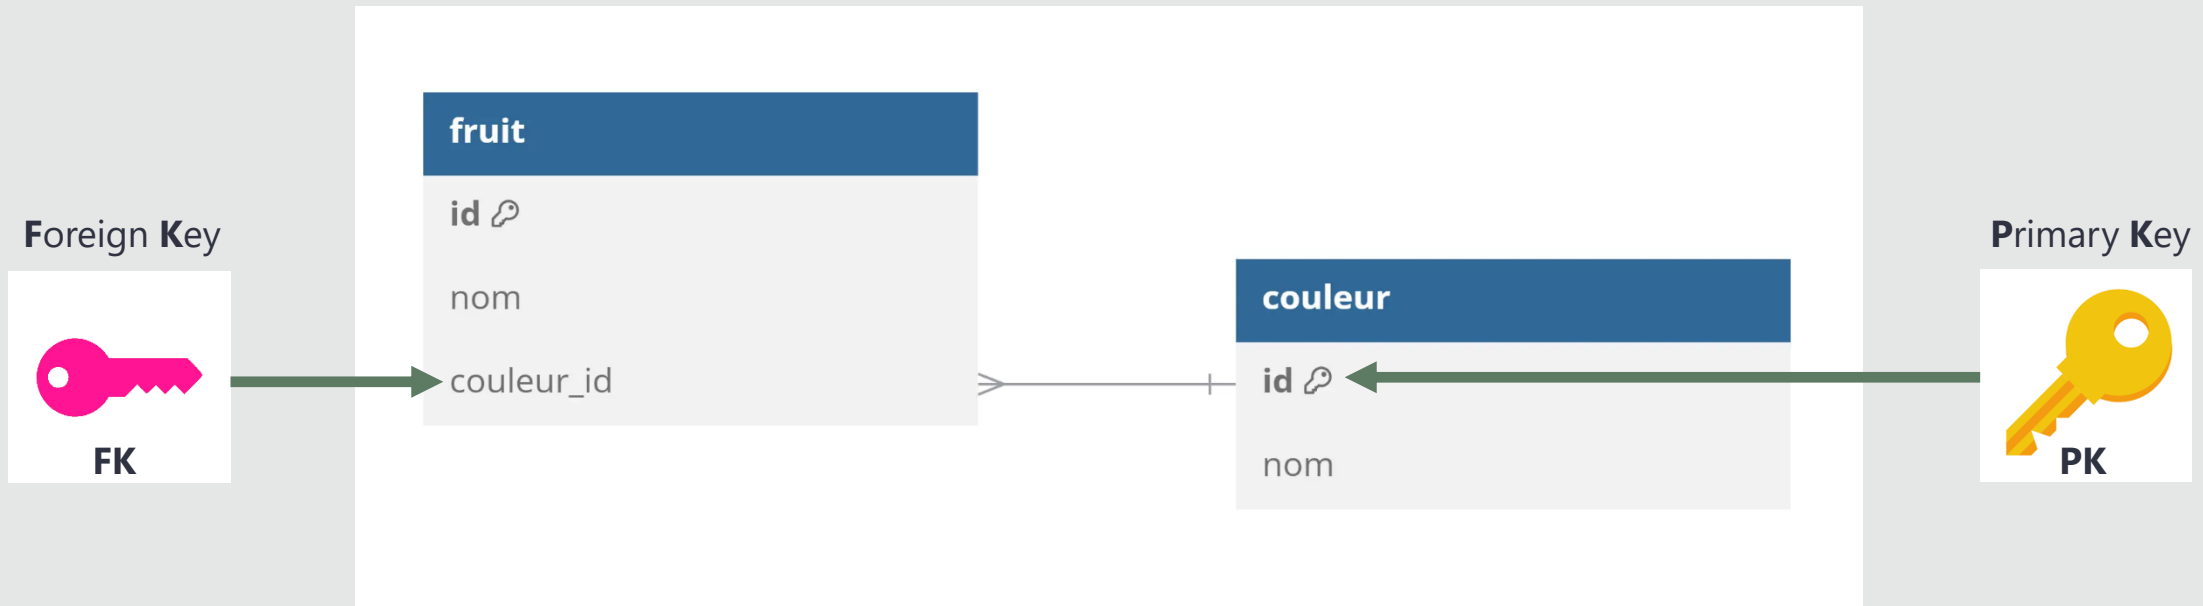 Foreign Key
FK
fruit
id
nom
couleur_id
couleur
id
nom
Primary Key
PK